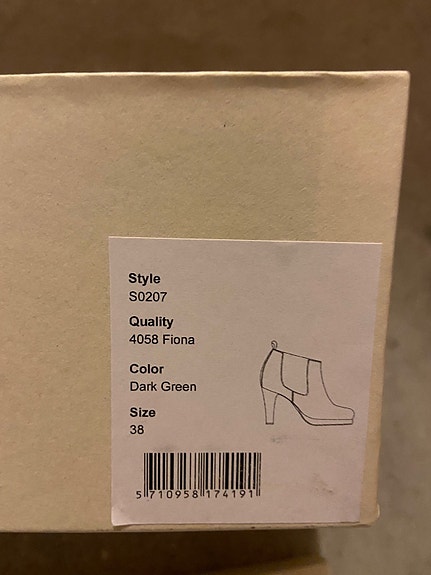 Style
S0207
Quality
4058 Fiona
Color
Dark Green
Size
38
5 710958 174191